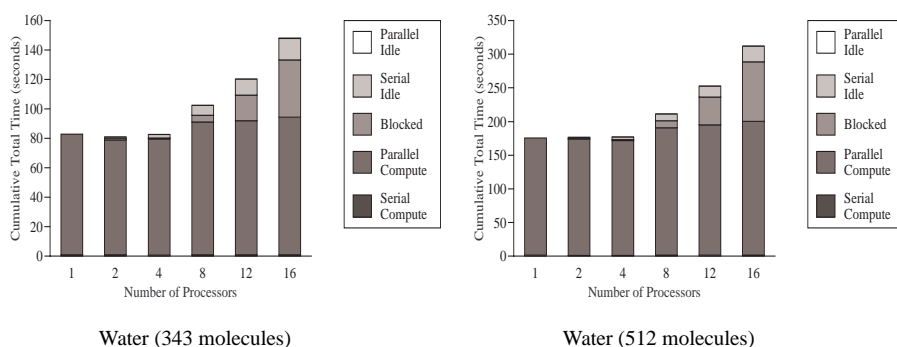 Cumulative Total Time (seconds)
160
140
120
100
80
60
40
20
0
1 2 4 8 12 16
Number of Processors
Parallel
Idle
Serial
Idle
Blocked
Parallel
Compute
Serial
Compute
Water (343 molecules)
Cumulative Total Time (seconds)
350
300
250
200
150
100
50
0
1 2 4 8 12 16
Number of Processors
Parallel
Idle
Serial
Idle
Blocked
Parallel
Compute
Serial
Compute
Water (512 molecules)